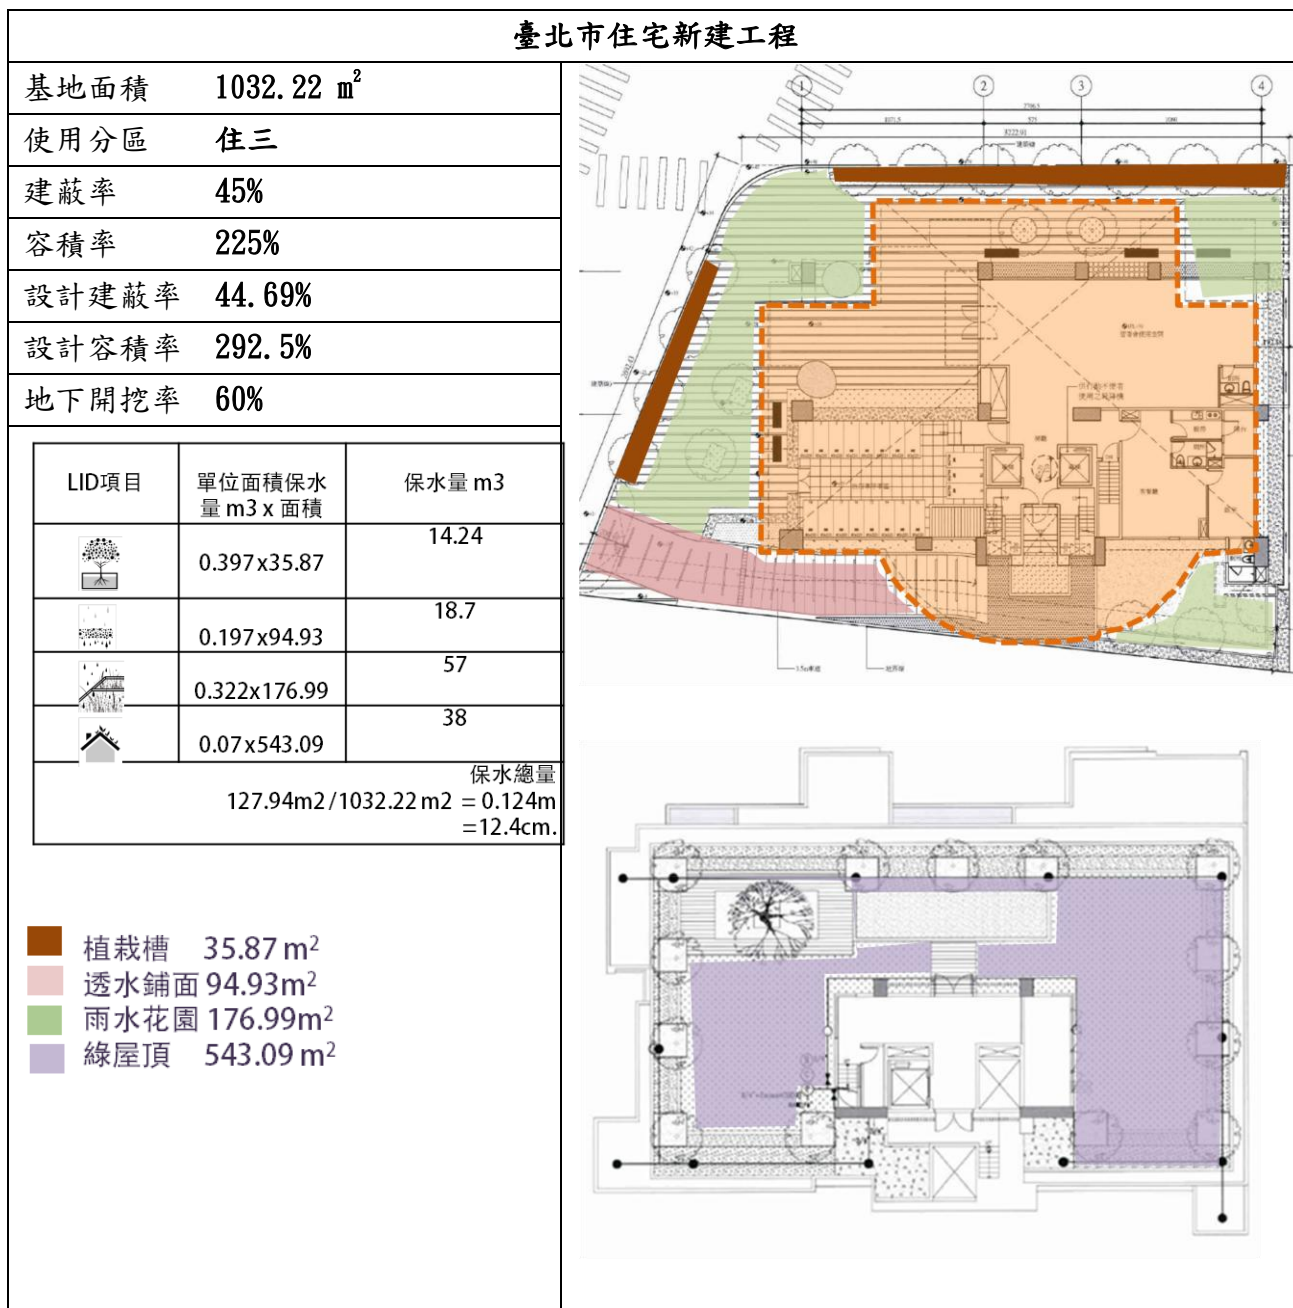 臺北市住宅新建工程
基地面積 1032.22 m²
使用分區 住三
建蔽率 45%
容積率 225%
設計建蔽率 44.69%
設計容積率 292.5%
地下開挖率 60%
LID項目 單位面積保水 保水量 m3
量 m3 x 面積
0.397x35.87 14.24
0.197x94.93 18.7
0.322x176.99 57
0.07x543.09 38
保水總量
127.94m2/1032.22 m2 = 0.124m
=12.4cm.
植栽槽 35.87 m²
透水鋪面 94.93m²
雨水花園 176.99m²
綠屋頂 543.09 m²
1 2 3 4